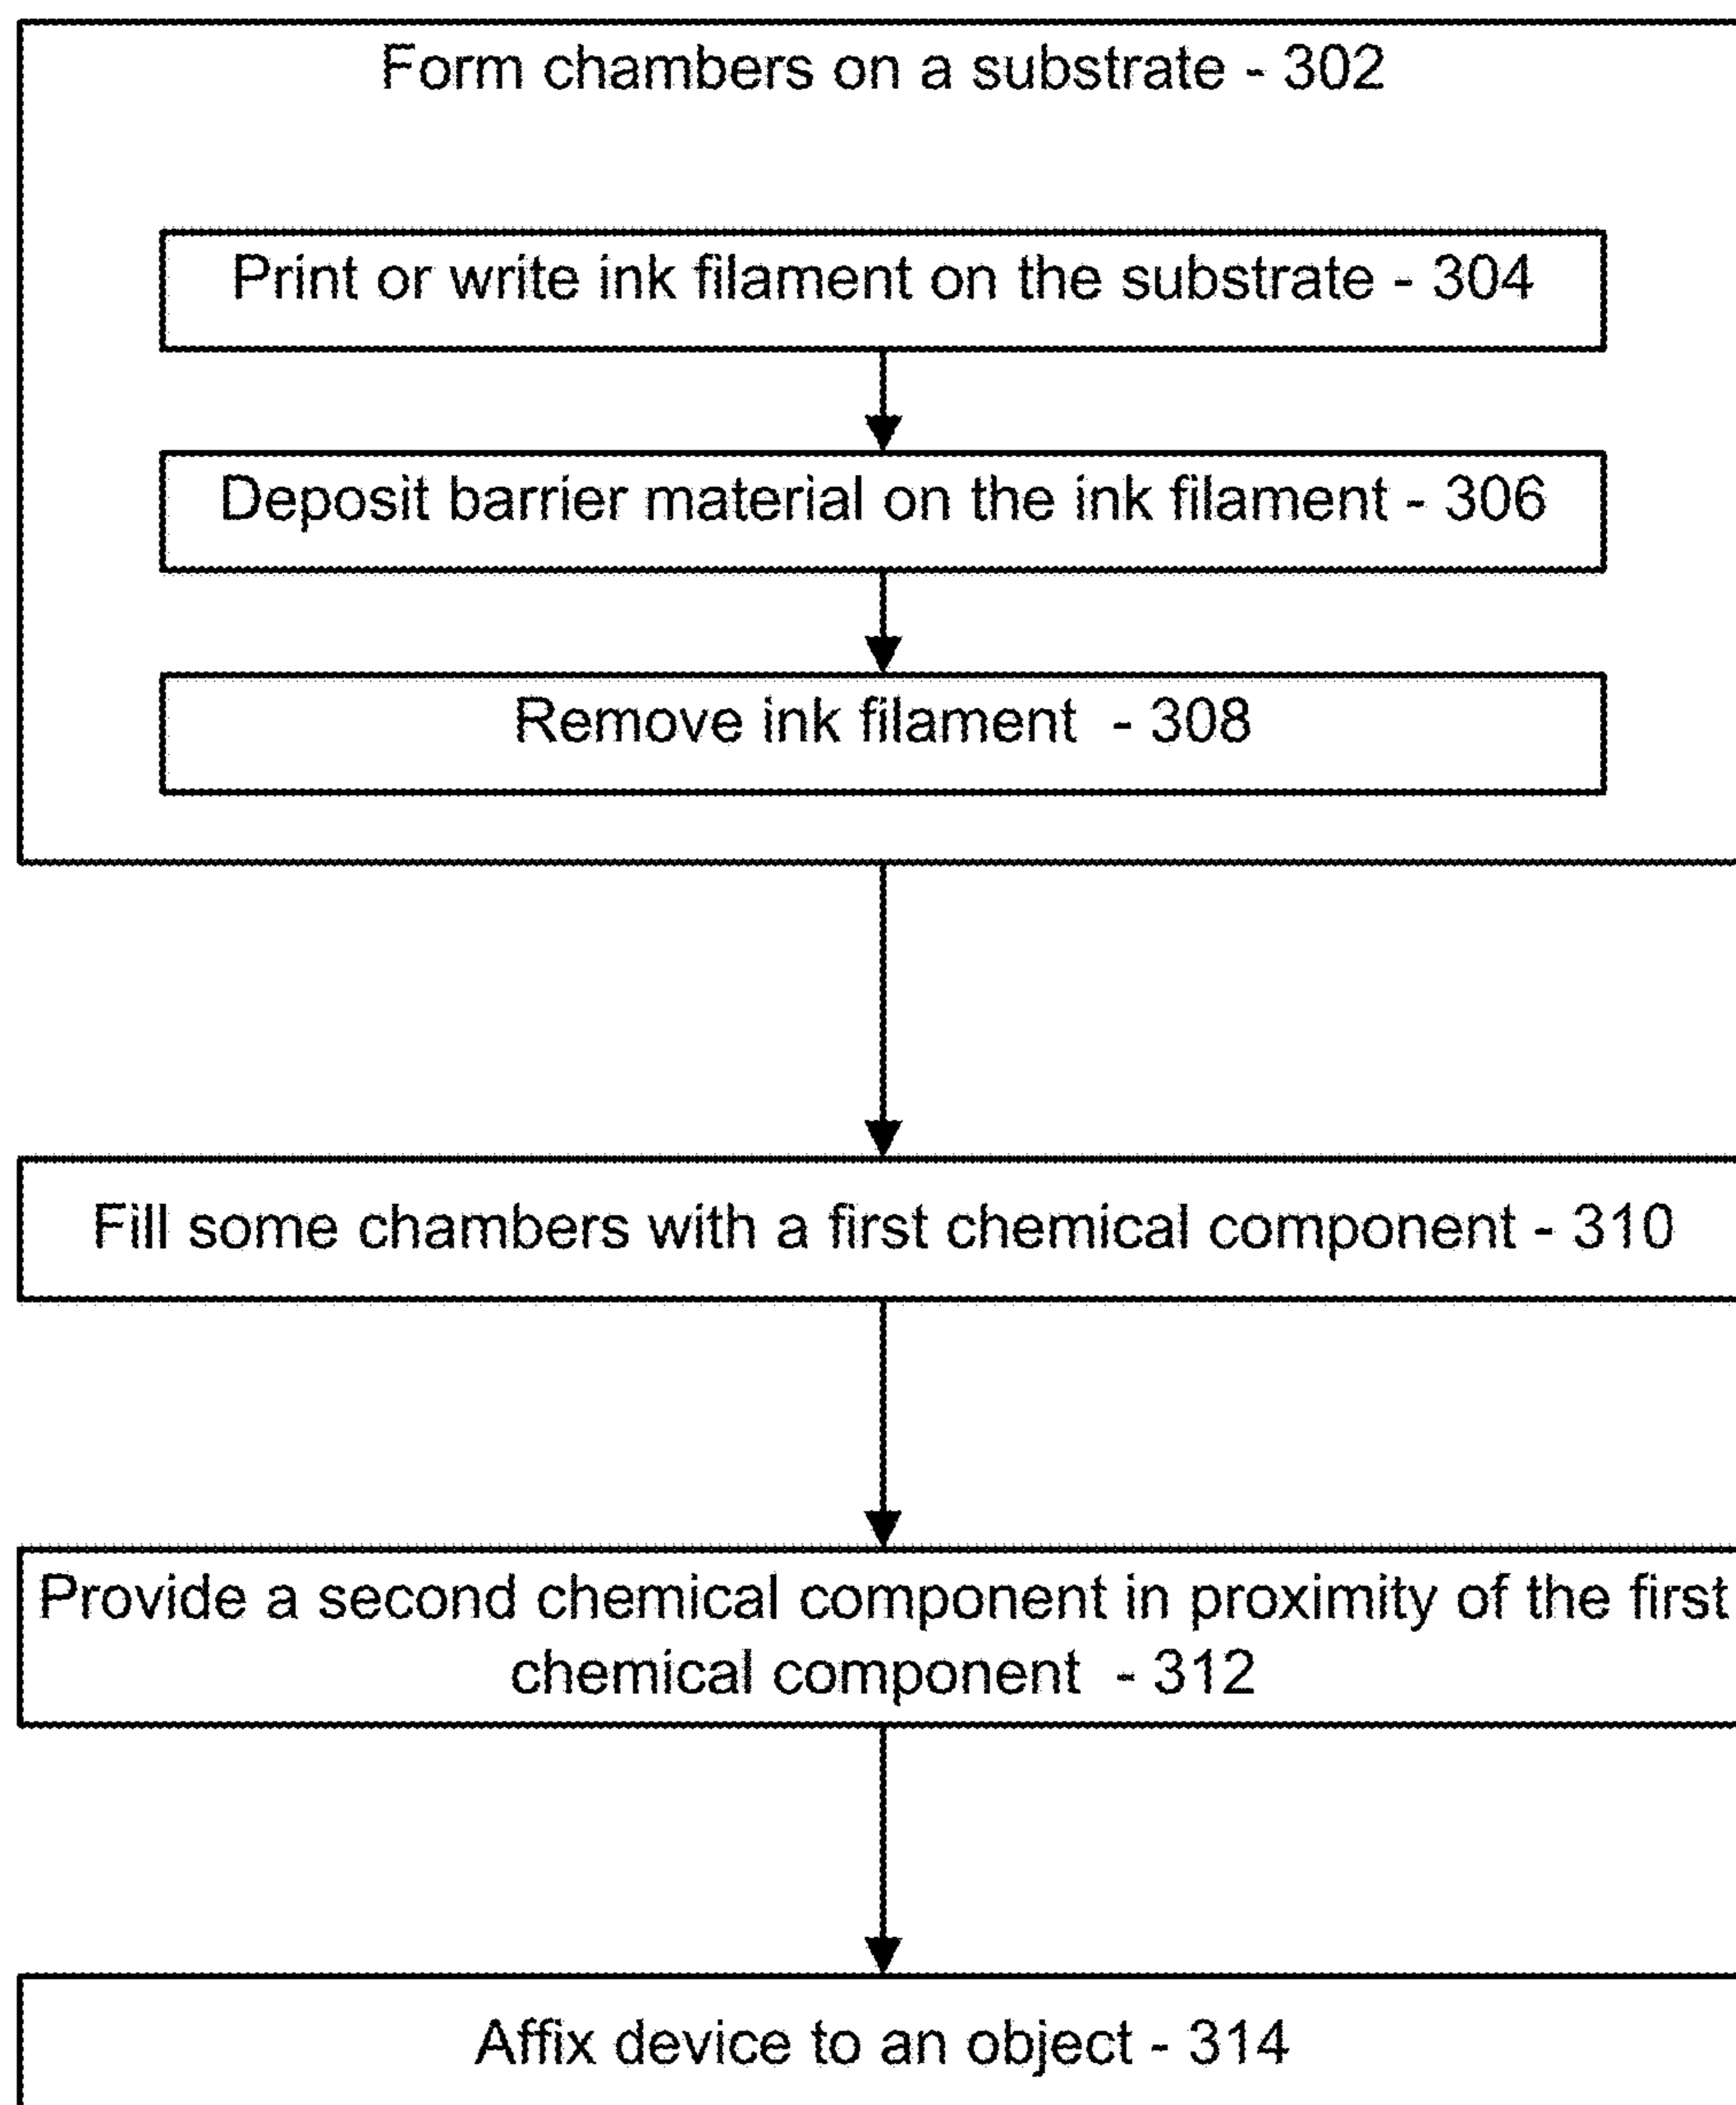 Form chambers on a substrate - 302
Print or write ink filament on the substrate - 304
Deposit barrier material on the ink filament - 306
Remove ink filament - 308
Fill some chambers with a first chemical component - 310
Provide a second chemical component in proximity of the first
chemical component - 312
Affix device to an object - 314